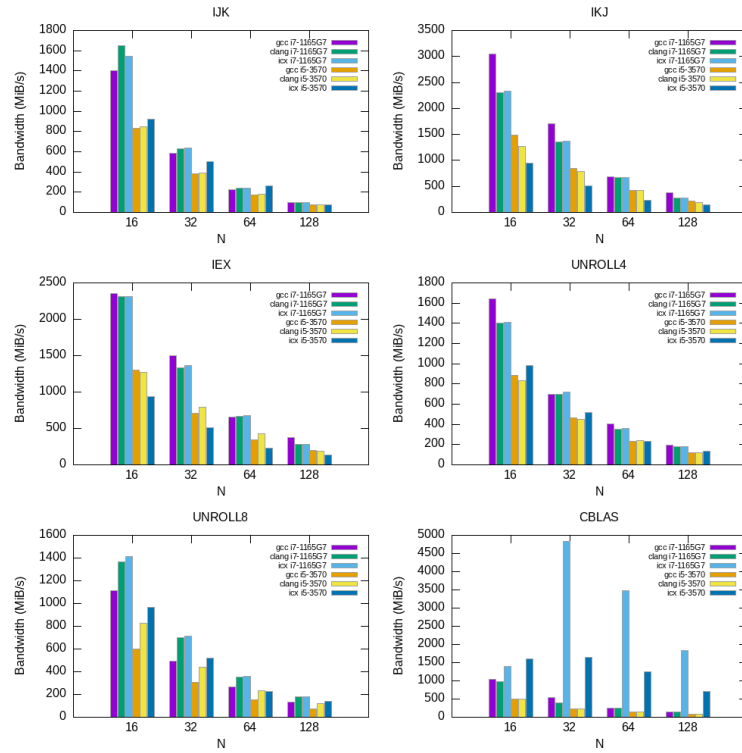 IJK
Bandwidth (MiB/s)
1800
1600
1400
1200
1000
800
600
400
200
0
gcc i7-1165G7
clang i7-1165G7
icx i7-1165G7
gcc i5-3570
clang i5-3570
icx i5-3570
16 32 64 128
N
IKJ
Bandwidth (MiB/s)
3500
3000
2500
2000
1500
1000
500
0
gcc i7-1165G7
clang i7-1165G7
icx i7-1165G7
gcc i5-3570
clang i5-3570
icx i5-3570
16 32 64 128
N
IEX
Bandwidth (MiB/s)
2500
2000
1500
1000
500
0
gcc i7-1165G7
clang i7-1165G7
icx i7-1165G7
gcc i5-3570
clang i5-3570
icx i5-3570
16 32 64 128
N
UNROLL4
Bandwidth (MiB/s)
1800
1600
1400
1200
1000
800
600
400
200
0
gcc i7-1165G7
clang i7-1165G7
icx i7-1165G7
gcc i5-3570
clang i5-3570
icx i5-3570
16 32 64 128
N
UNROLL8
Bandwidth (MiB/s)
1600
1400
1200
1000
800
600
400
200
0
gcc i7-1165G7
clang i7-1165G7
icx i7-1165G7
gcc i5-3570
clang i5-3570
icx i5-3570
16 32 64 128
N
CBLAS
Bandwidth (MiB/s)
5000
4500
4000
3500
3000
2500
2000
1500
1000
500
0
gcc i7-1165G7
clang i7-1165G7
icx i7-1165G7
gcc i5-3570
clang i5-3570
icx i5-3570
16 32 64 128
N